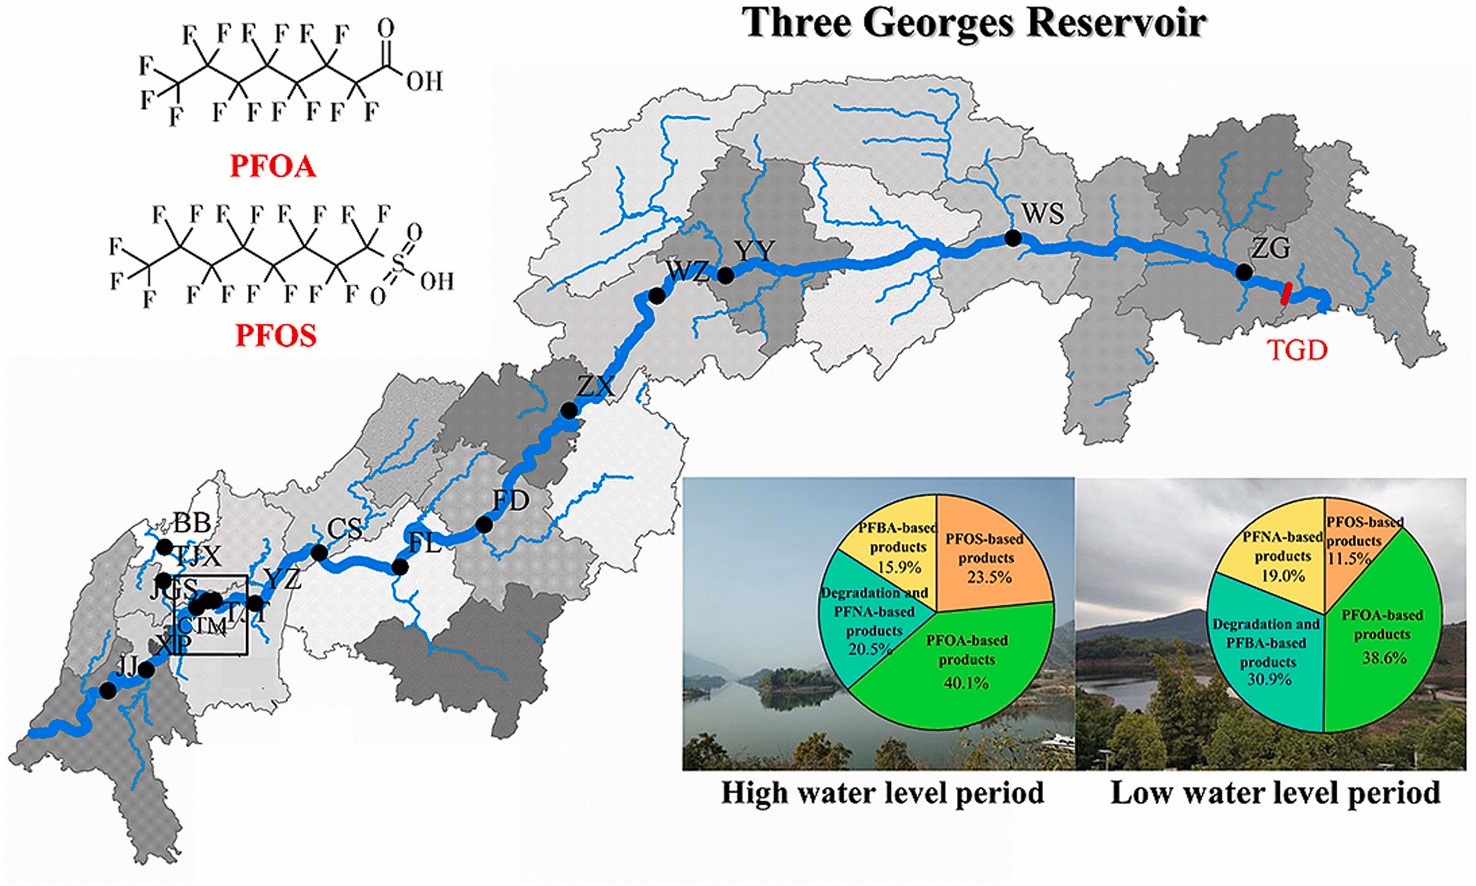 Three Georges Reservoir
F F F F F F O
F
F
F F F F F F F OH
PFOA
F F F F F F F F O
F
F
F F F F F F F S OH
O
PFOS
WS
ZG
YY
WZ
TGD
ZX
FD
BB
CS
TJX
FL
YZ
JGS
TJT
CTM
XP
JJ
PFBA-based
products
15.9%
PFOS-based
products
23.5%
Degradation and
PFNA-based
products
20.5%
PFOA-based
products
40.1%
PFNA-based
products
19.0%
PFOS-based
products
11.5%
PFOA-based
products
38.6%
Degradation and
PFBA-based
products
30.9%
High water level period
Low water level period